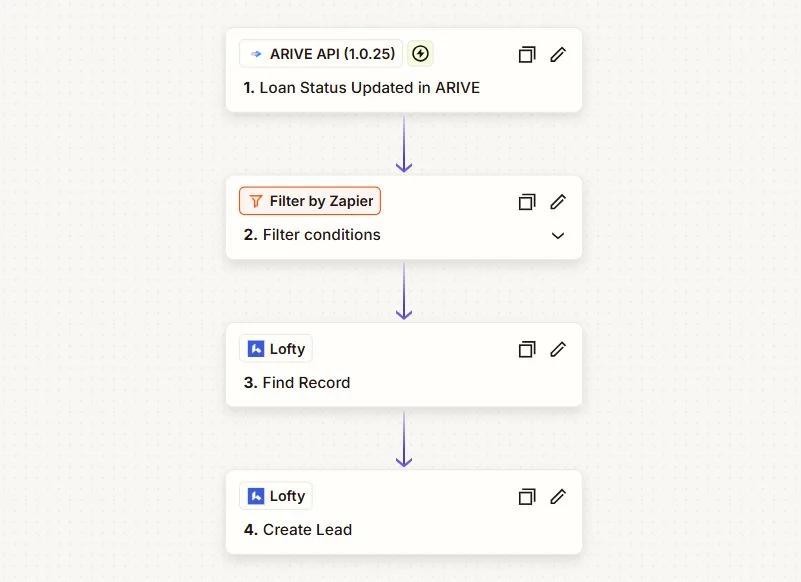 ARIVE API (1.0.25)
1. Loan Status Updated in ARIVE
Filter by Zapier
2. Filter conditions
Lofty
3. Find Record
Lofty
4. Create Lead